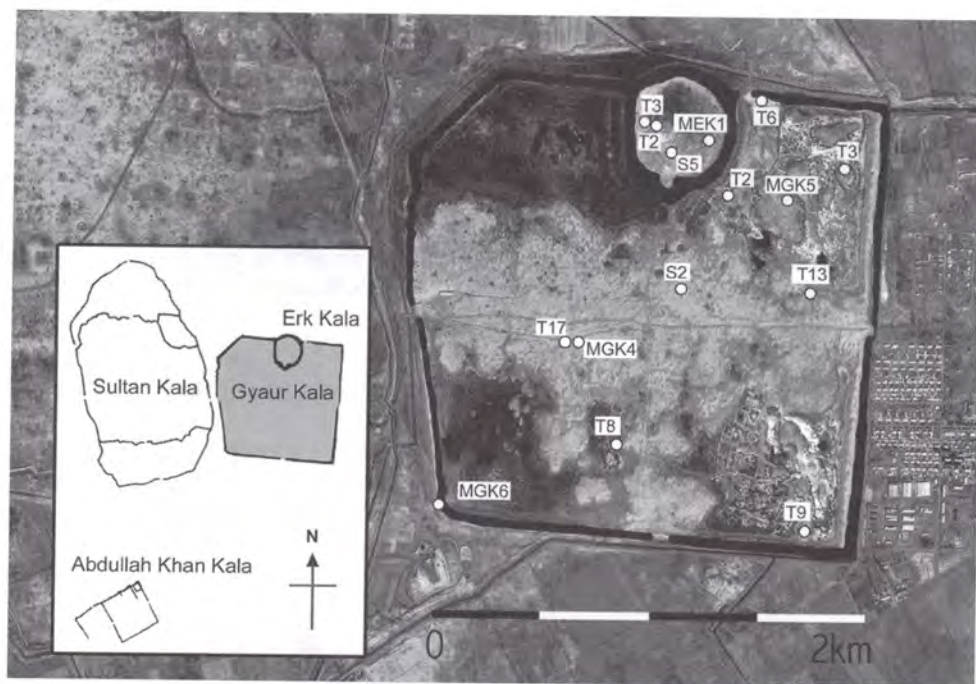 T3
T6
MEK1
T2
T3
S5
T2
MGK5
S2
T13
T17
MGK4
T8
MGK6
T9
Erk Kala
Sultan Kala
Gyaur Kala
Abdullah Khan Kala
N
0
2km